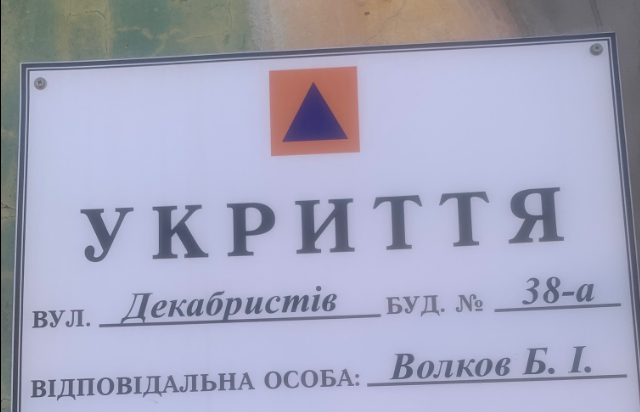 УКРИТТЯ
ВУЛ. Декабристів БУД. № 38-а
ВІДПОВІДАЛЬНА ОСОБА: Волков Б. І.